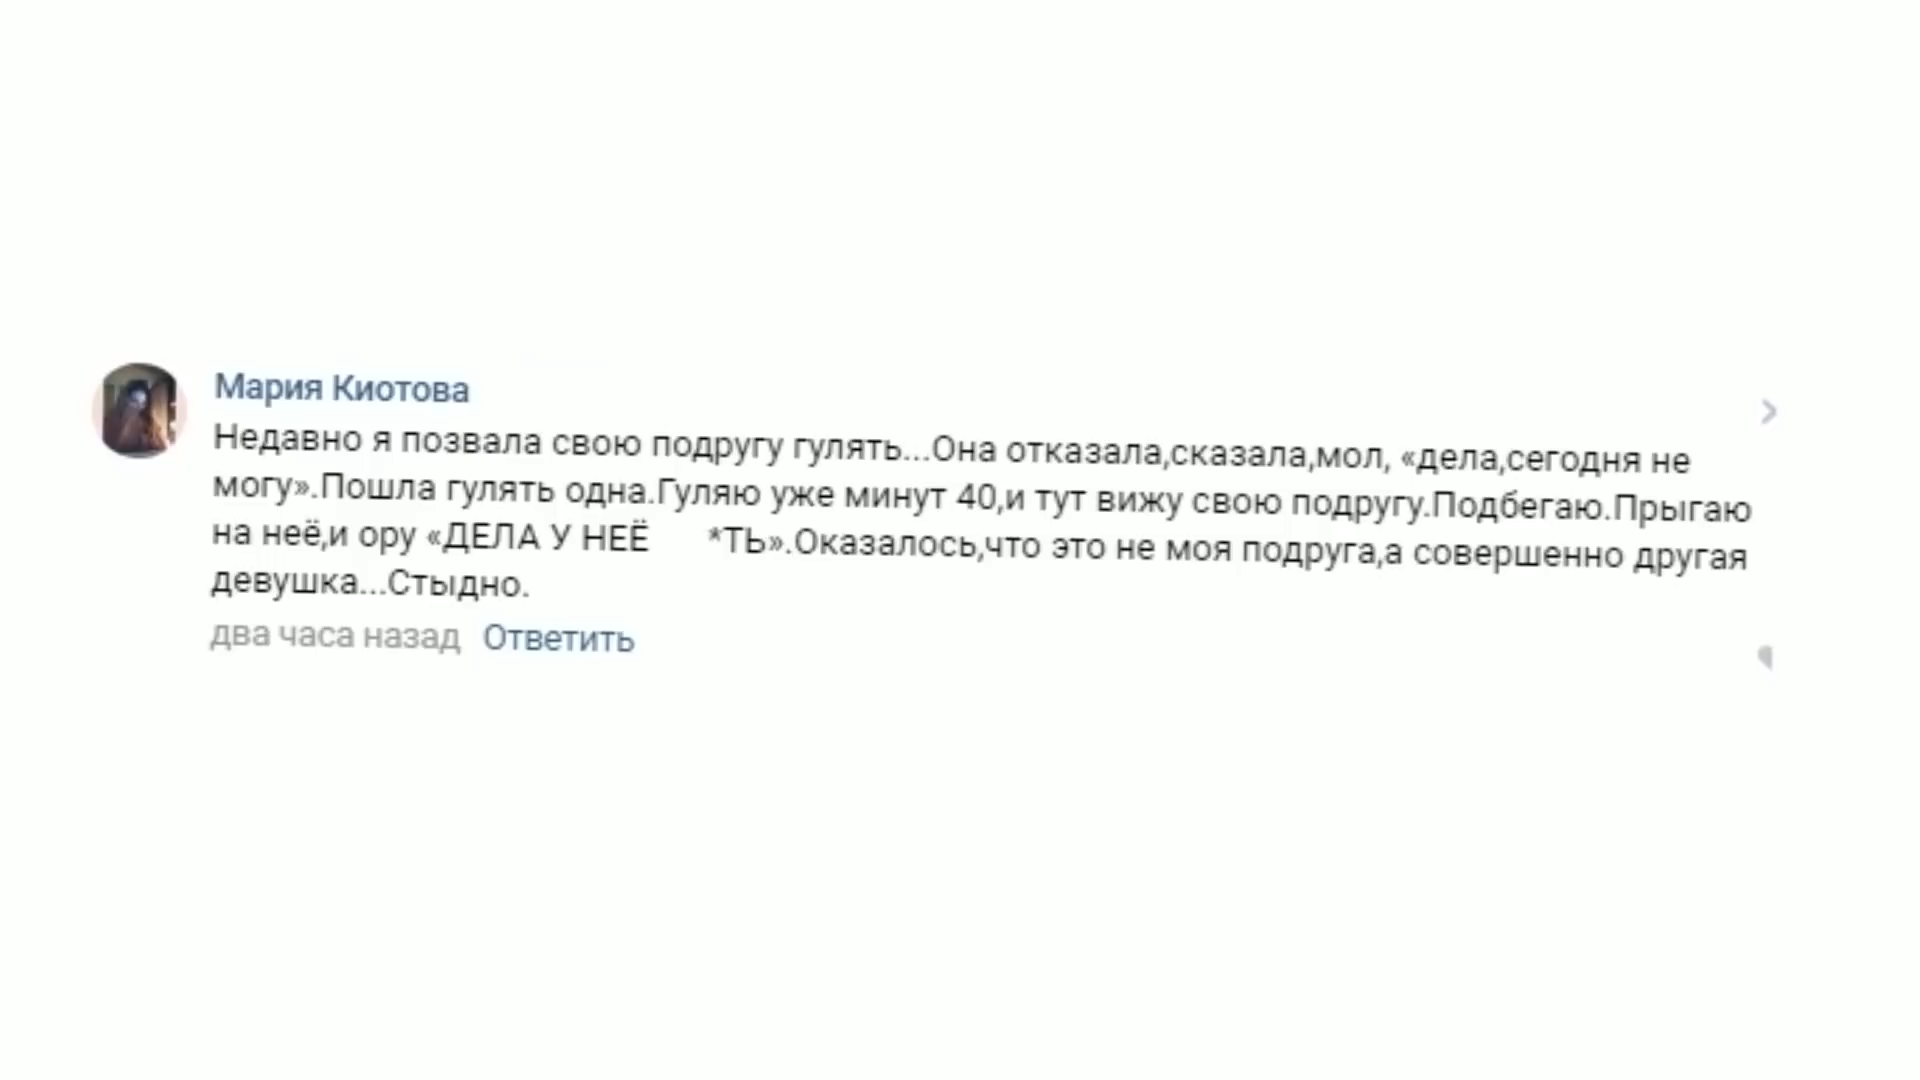 Мария Киотова
Недавно я позвала свою подругу гулять...Она отказала,сказала,мол, «дела,сегодня не
могу».Пошла гулять одна.Гуляю уже минут 40,и тут вижу свою подругу.Подбегаю.Прыгаю
на неё,и ору «ДЕЛА У НЕЁ *ТЬ».Оказалось,что это не моя подруга,а совершенно другая
девушка...Стыдно.
два часа назад Ответить